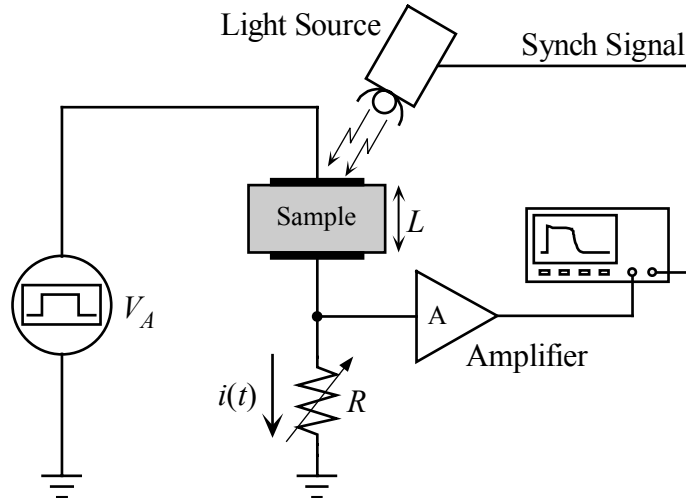 Light Source
Synch Signal
Sample
L
V_A
A
Amplifier
i(t)
R